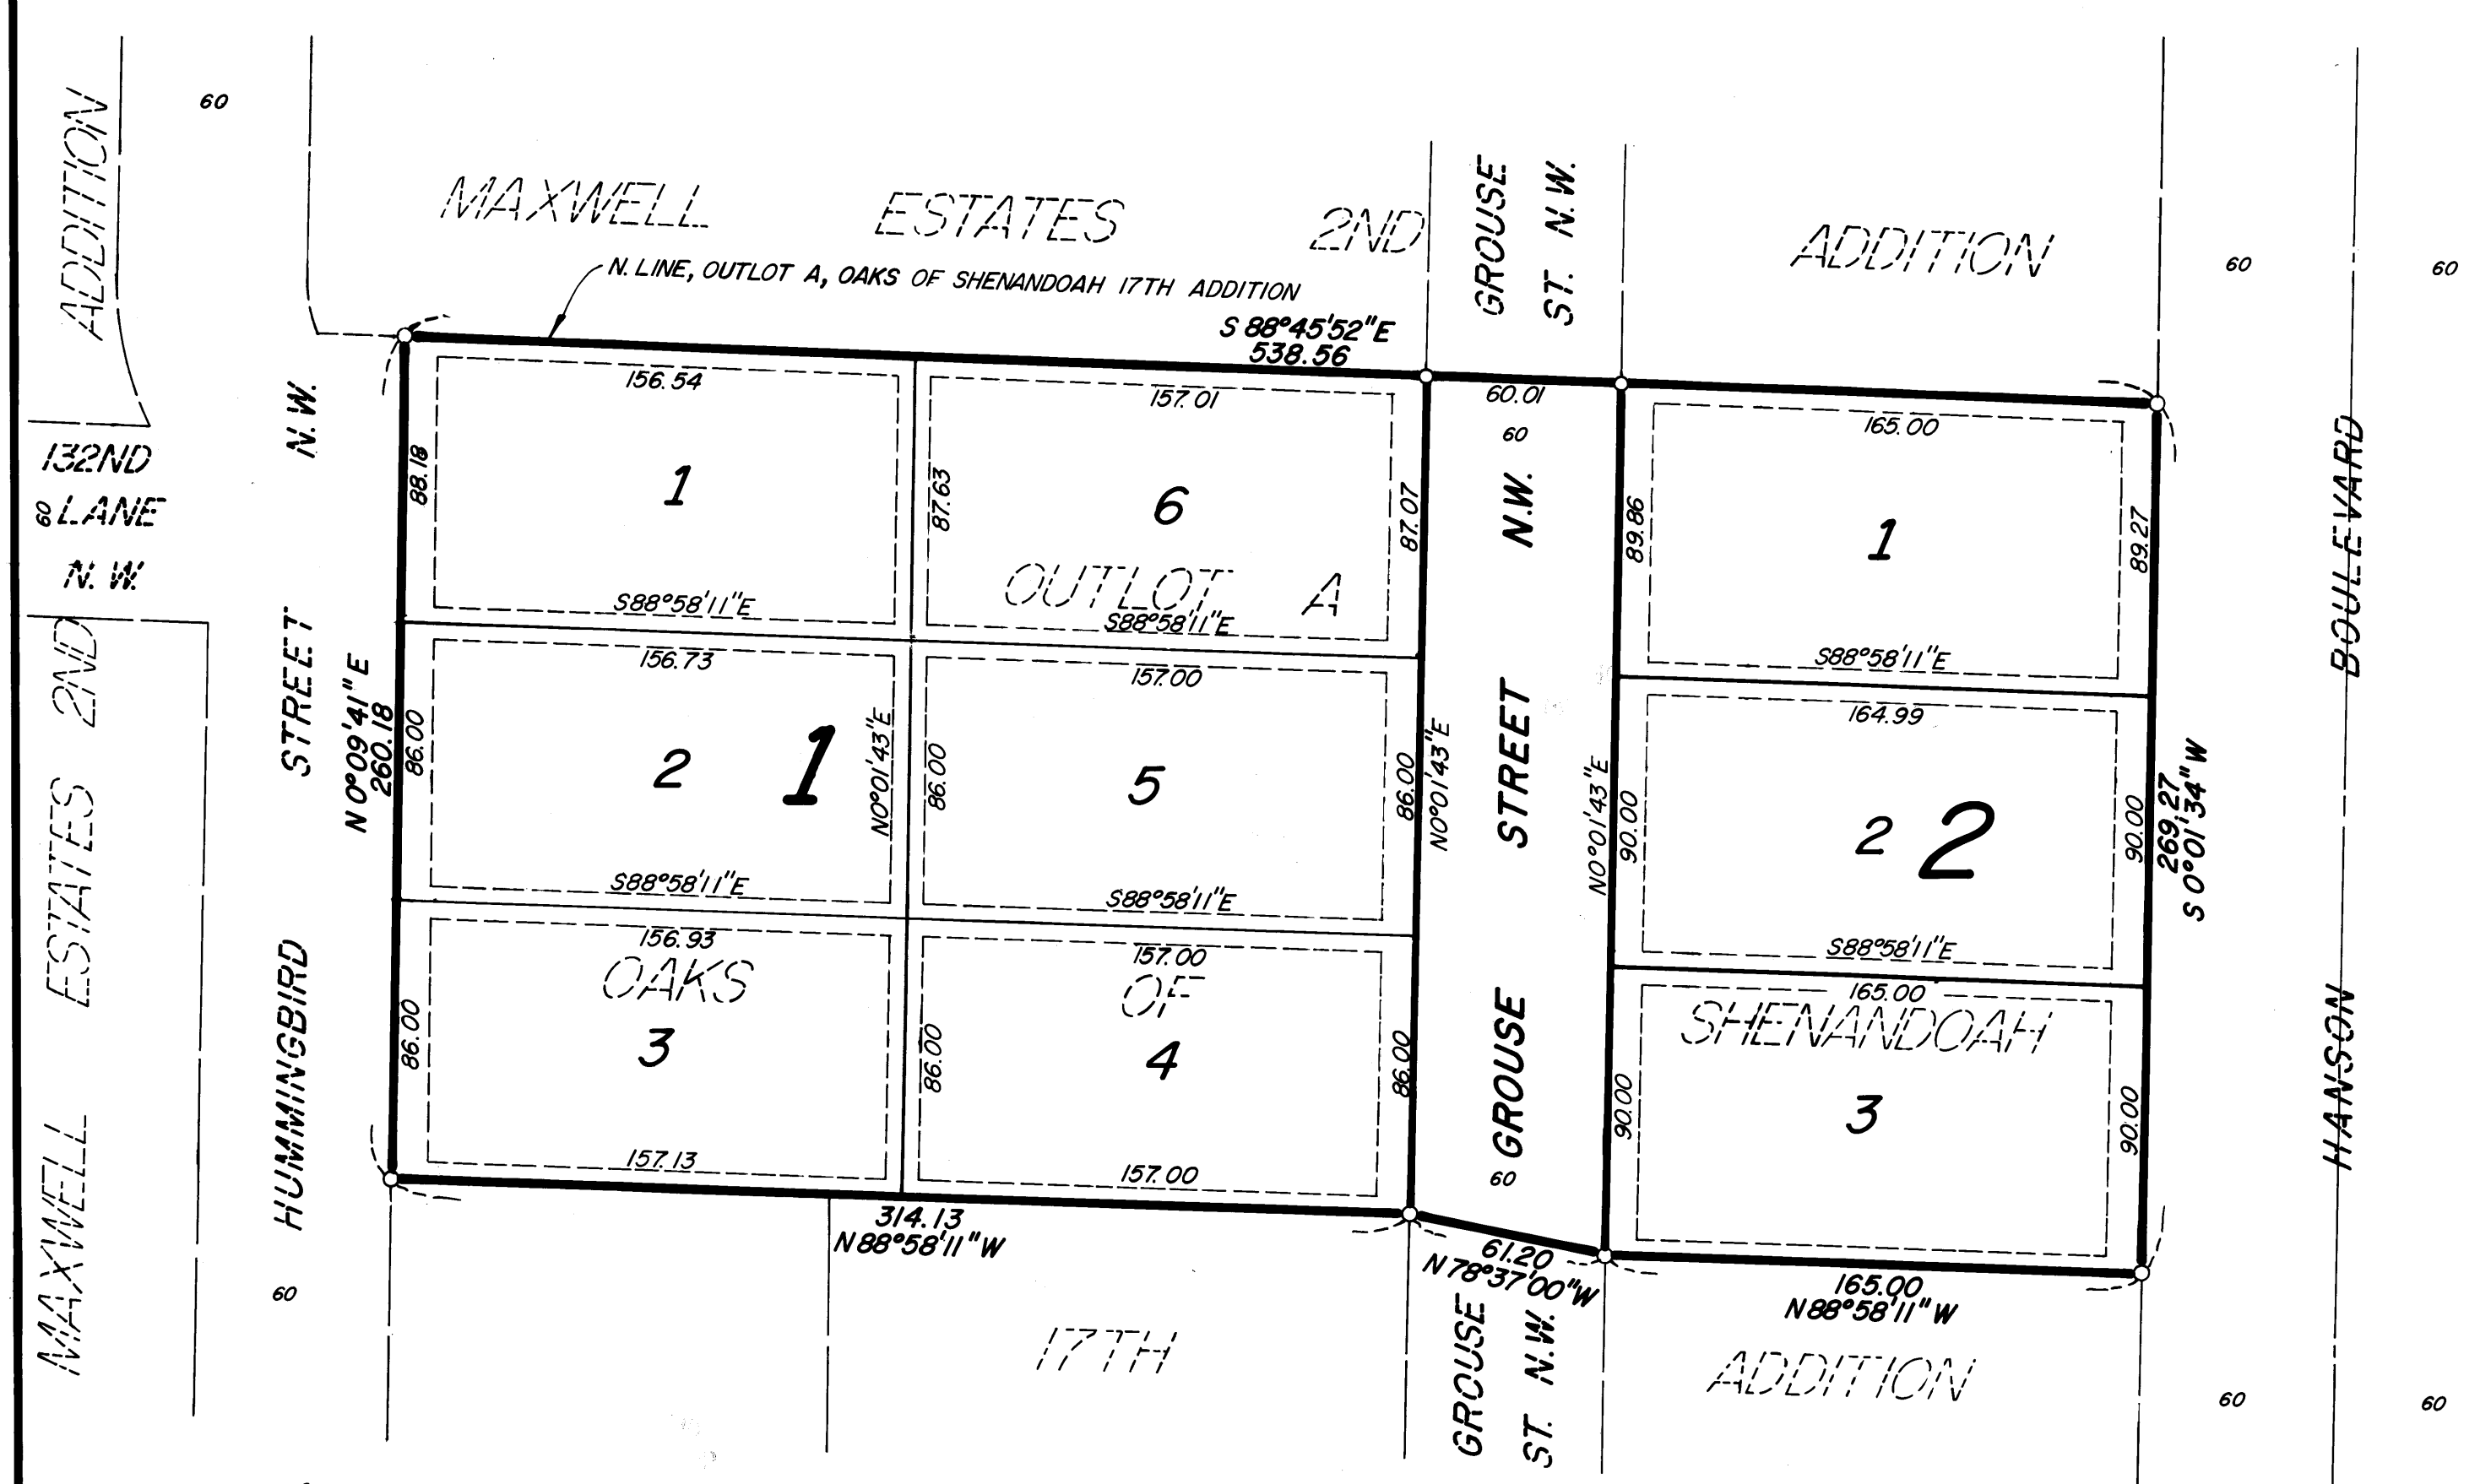 ADDITION
60
MAXWELL ESTATES 2ND ADDITION
GROUSE
ST. N.W.
60
60
N. LINE, OUTLOT A, OAKS OF SHENANDOAH 17TH ADDITION
S 88°45'52"E
538.56
132ND
60 LANE
N.W.
HUMMINGBIRD STREET N.W.
N 0°09'41"E
260.18
MAXWELL ESTATES 2ND
60
156.54
88.18
1
S88°58'11"E
157.01
87.63
6
87.07
OUTLOT A
S88°58'11"E
60.01
60
165.00
89.86
1
89.27
S88°58'11"E
156.73
86.00
2
1
N0°01'43"E
S88°58'11"E
157.00
86.00
5
86.00
S88°58'11"E
N0°01'43"E
GROUSE STREET N.W.
60
N0°01'43"E
164.99
90.00
2
2
90.00
S88°58'11"E
269.27
S 0°01'34"W
HANSON BOULEVARD
156.93
OAKS
86.00
3
157.13
157.00
OF
86.00
4
86.00
157.00
165.00
SHENANDOAH
90.00
3
90.00
314.13
N88°58'11"W
61.20
N78°37'00"W
165.00
N88°58'11"W
17TH
GROUSE
ST. N.W.
ADDITION
60
60